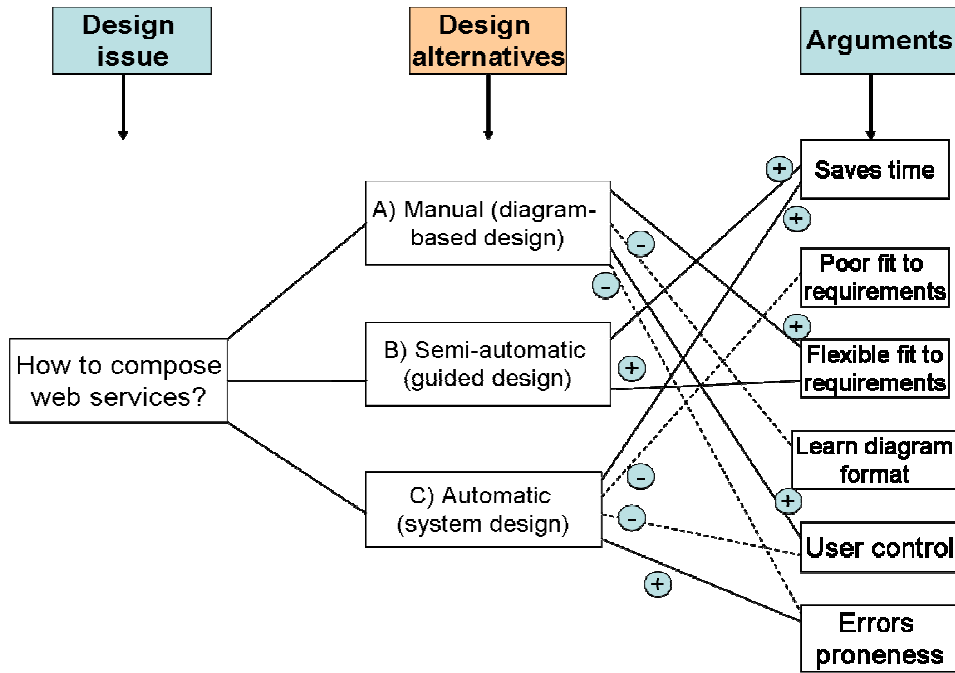 Design
issue
Design
alternatives
Arguments
How to compose
web services?
A) Manual (diagram-
based design)
B) Semi-automatic
(guided design)
C) Automatic
(system design)
Saves time
Poor fit to
requirements
Flexible fit to
requirements
Learn diagram
format
User control
Errors
proneness
+
+
-
-
+
+
-
+
-
+